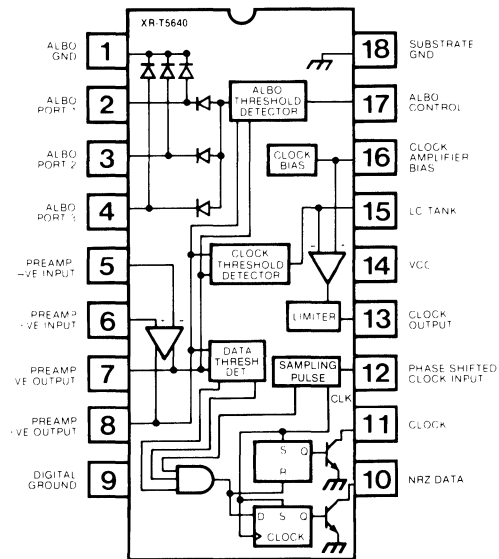 XR-T5640
ALBO
GND
1
ALBO
PORT 1
2
ALBO
PORT 2
3
ALBO
PORT 3
4
PREAMP
-VE INPUT
5
PREAMP
-VE INPUT
6
PREAMP
VE OUTPUT
7
PREAMP
-VE OUTPUT
8
DIGITAL
GROUND
9
18
SUBSTRATE
GND
17
ALBO
CONTROL
16
CLOCK
AMPLIFIER
BIAS
15
LC TANK
14
VCC
13
CLOCK
OUTPUT
12
PHASE SHIFTED
CLOCK INPUT
11
CLOCK
10
NRZ DATA
ALBO
THRESHOLD
DETECTOR
CLOCK
BIAS
CLOCK
THRESHOLD
DETECTOR
LIMITER
DATA
THRESH
DET
SAMPLING
PULSE
CLK
S Q
R
D S Q
CLOCK